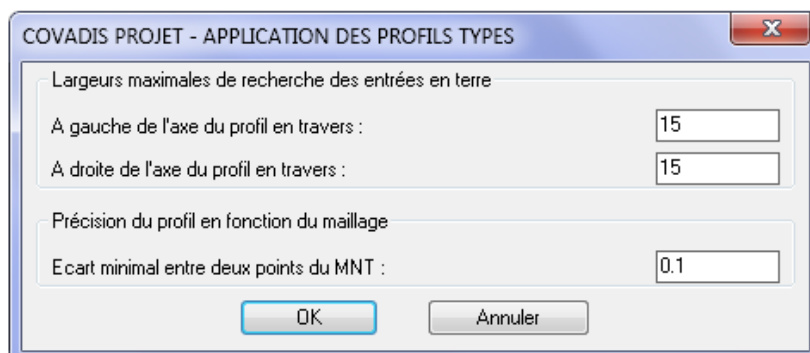 COVADIS PROJET - APPLICATION DES PROFILS TYPES
Largeurs maximales de recherche des entrées en terre
A gauche de l'axe du profil en travers : 15
A droite de l'axe du profil en travers : 15
Précision du profil en fonction du maillage
Ecart minimal entre deux points du MNT : 0.1
OK Annuler